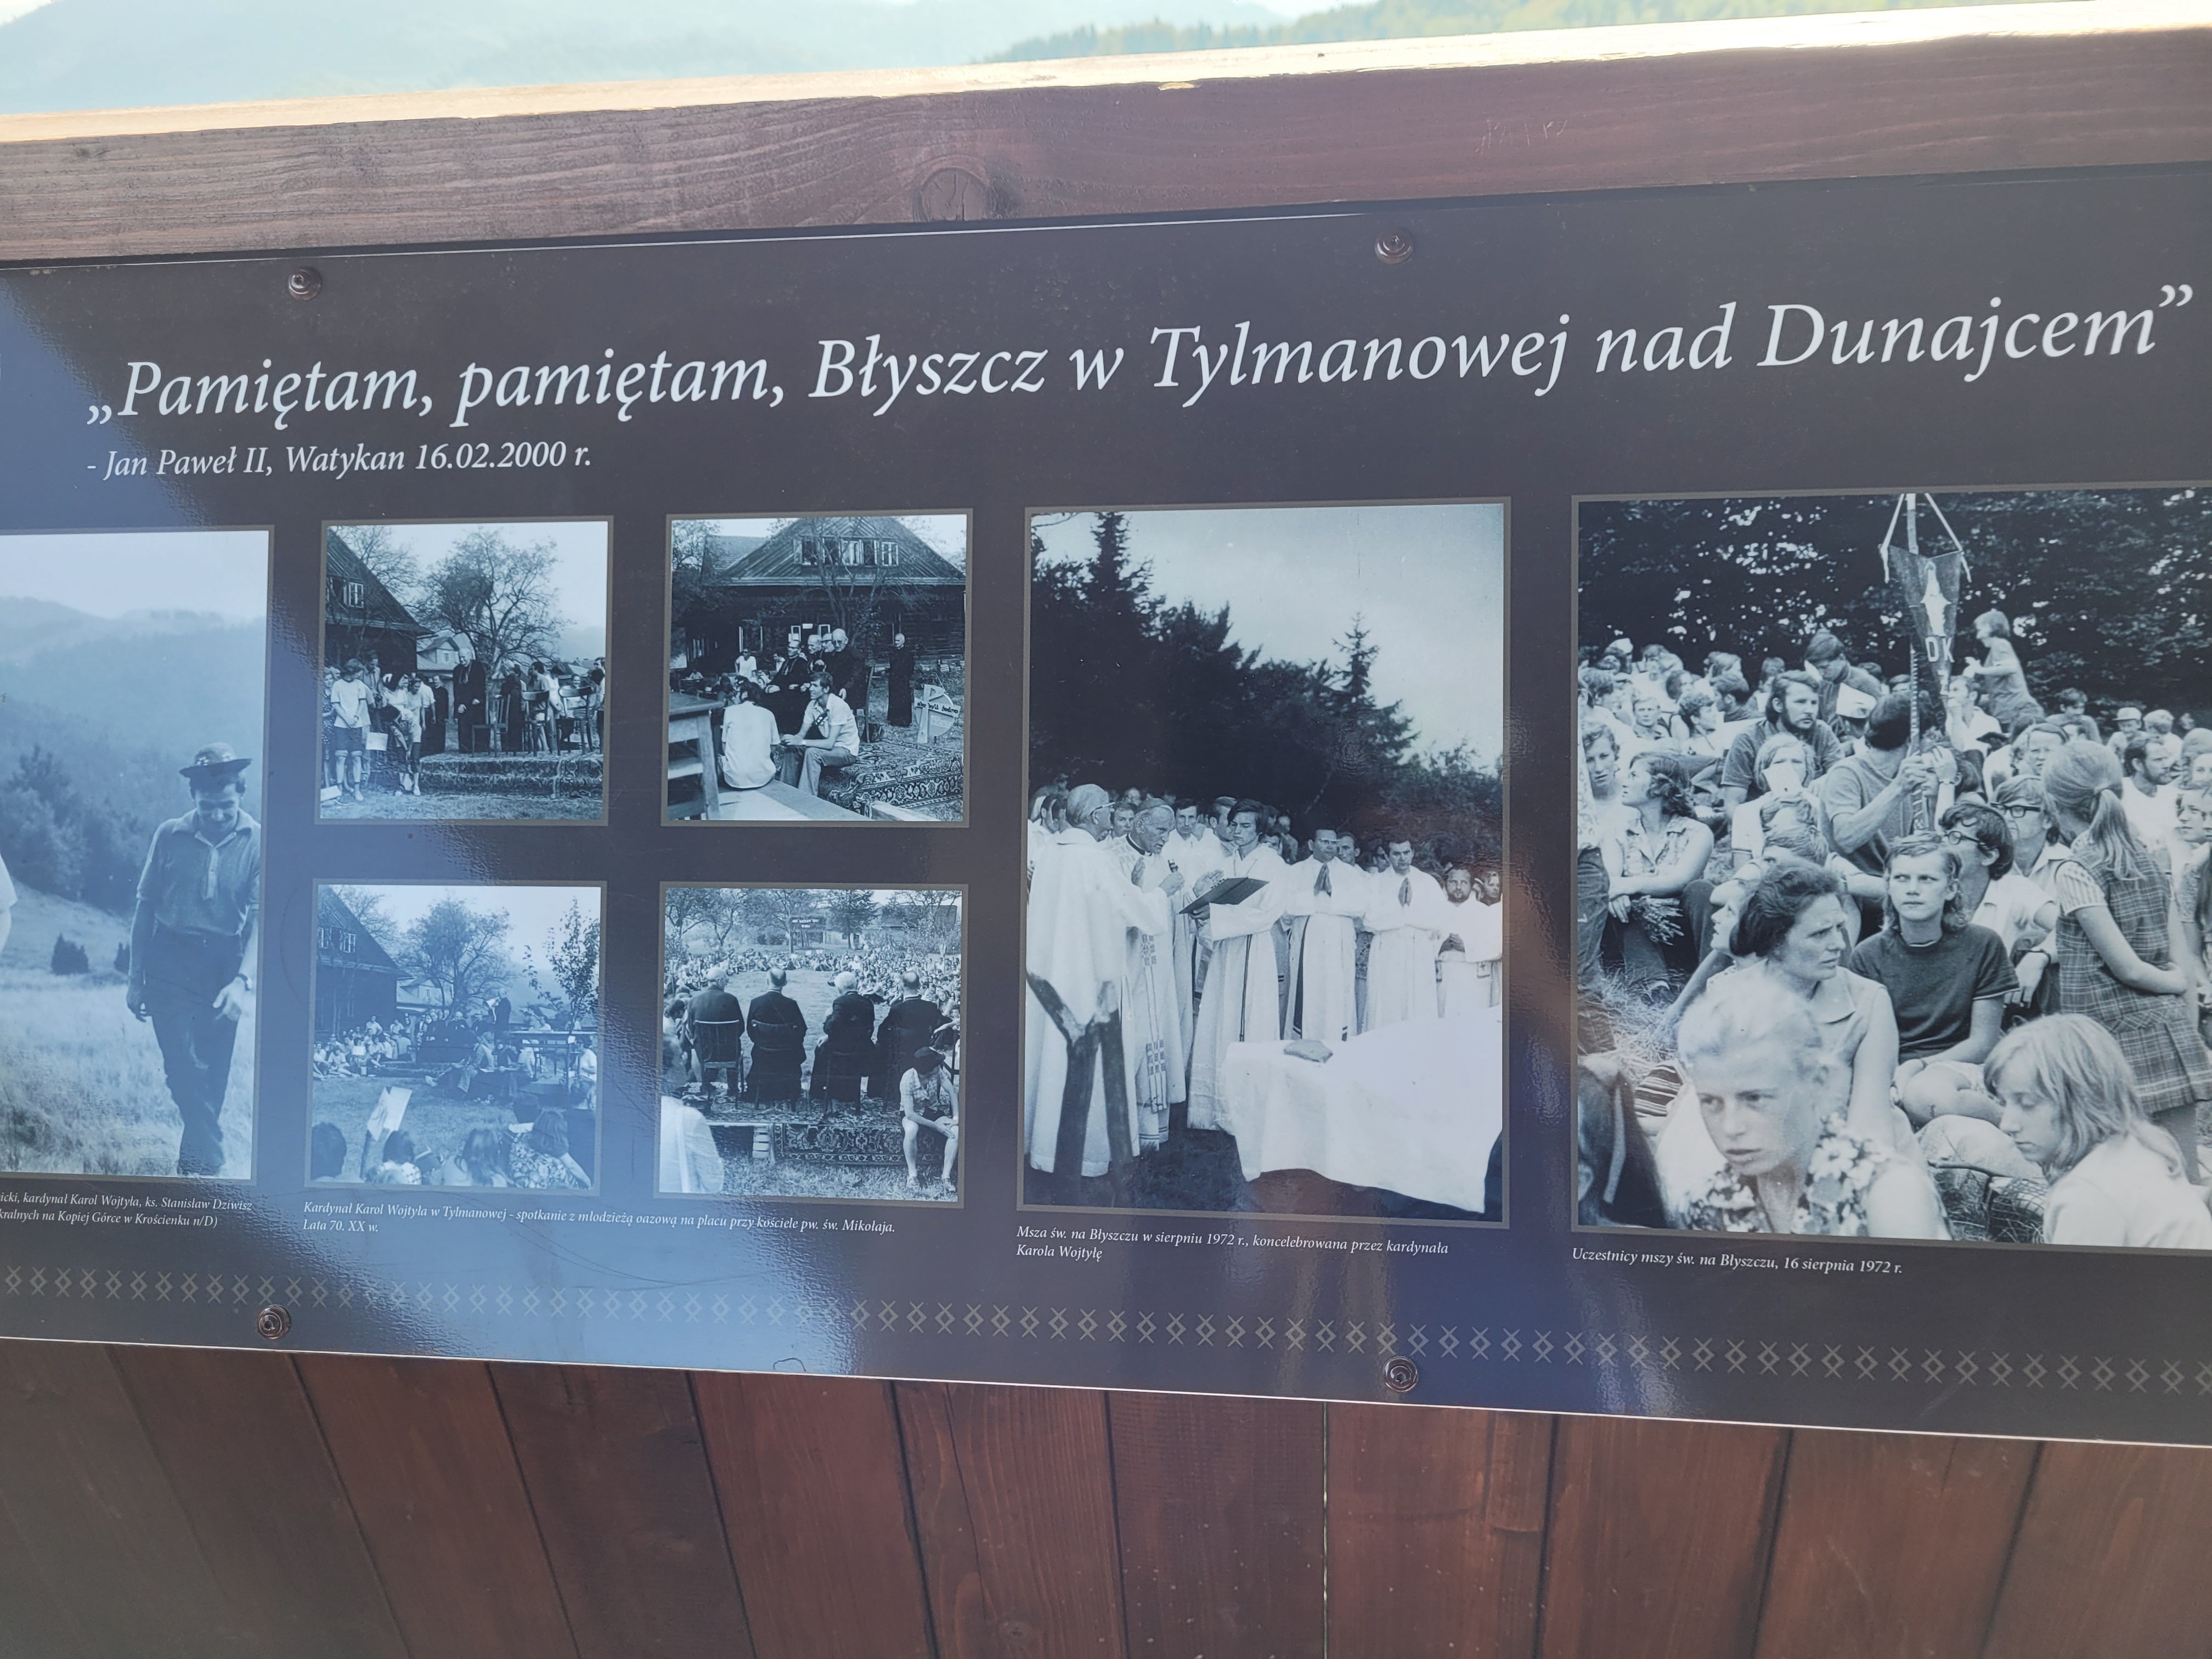 „Pamiętam, pamiętam, Błyszcz w Tylmanowej nad Dunajcem”
- Jan Paweł II, Watykan 16.02.2000 r.
DK
icki, kardynał Karol Wojtyła, ks. Stanisław Dziwisz
kralnych na Kopiej Górce w Krościenku n/D)
Kardynał Karol Wojtyła w Tylmanowej - spotkanie z młodzieżą oazową na placu przy kościele pw. św. Mikołaja.
Lata 70. XX w.
Msza św. na Błyszczu w sierpniu 1972 r., koncelebrowana przez kardynała
Karola Wojtyłę
Uczestnicy mszy św. na Błyszczu, 16 sierpnia 1972 r.